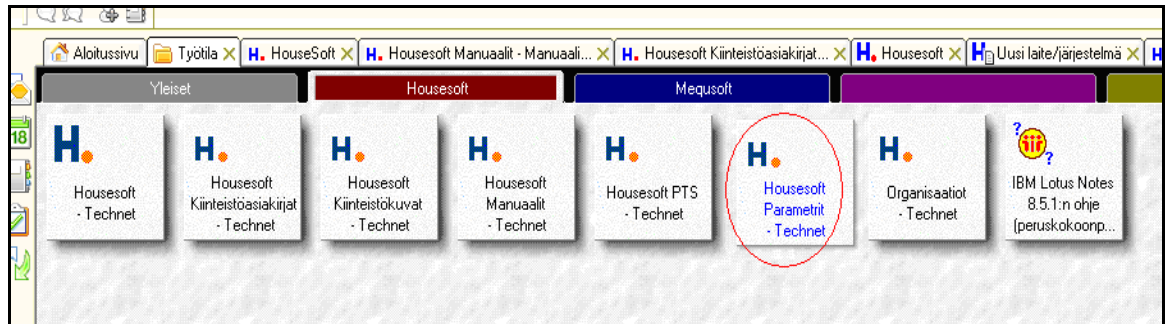 Aloitussivu Työtila HouseSoft Housesoft Manuaalit - Manuaali... Housesoft Kiinteistöasiakirjat... Housesoft Uusi laite/järjestelmä
Yleiset Housesoft Mequsoft
18
H. H. H. H. H. H. H. ? ?
Housesoft
- Technet
Housesoft
Kiinteistöasiakirjat
- Technet
Housesoft
Kiinteistökuvat
- Technet
Housesoft
Manuaalit
- Technet
Housesoft PTS
- Technet
Housesoft
Parametrit
- Technet
Organisaatiot
- Technet
IBM Lotus Notes
8.5.1:n ohje
(peruskokoonp...